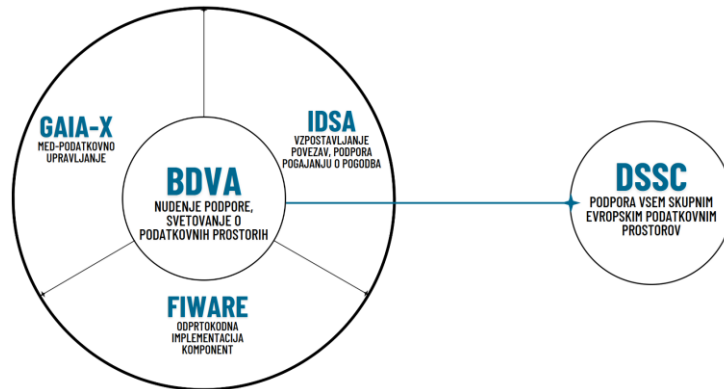 GAIA-X
MED-PODATKOVNO
UPRAVLJANJE
IDSA
VZPOSTAVLJANJE
POVEZAV, PODPORA
POGAJANJU O POGODBA
BDVA
NUDENJE PODPORE,
SVETOVANJE O
PODATKOVNIH PROSTORIH
FIWARE
ODPRTOKODNA
IMPLEMENTACIJA
KOMPONENT
DSSC
PODPORA VSEM SKUPNIM
EVROPSKIM PODATKOVNIM
PROSTOROV